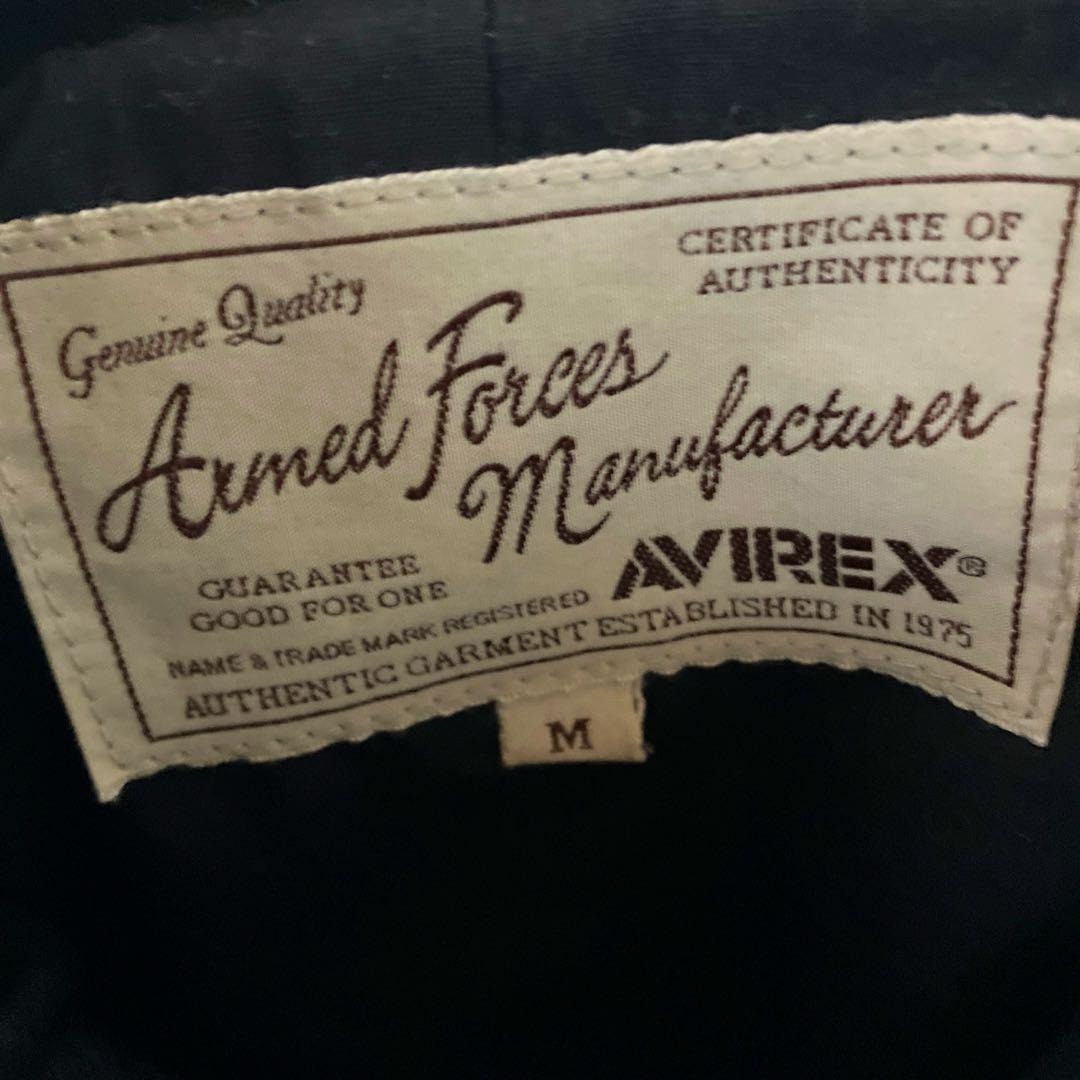 Genuine Quality
CERTIFICATE OF
AUTHENTICITY
Armed Forces
Manufacturer
GUARANTEE
GOOD FOR ONE
NAME & TRADE MARK REGISTERED
AVIREX®
AUTHENTIC GARMENT ESTABLISHED IN 1975
M